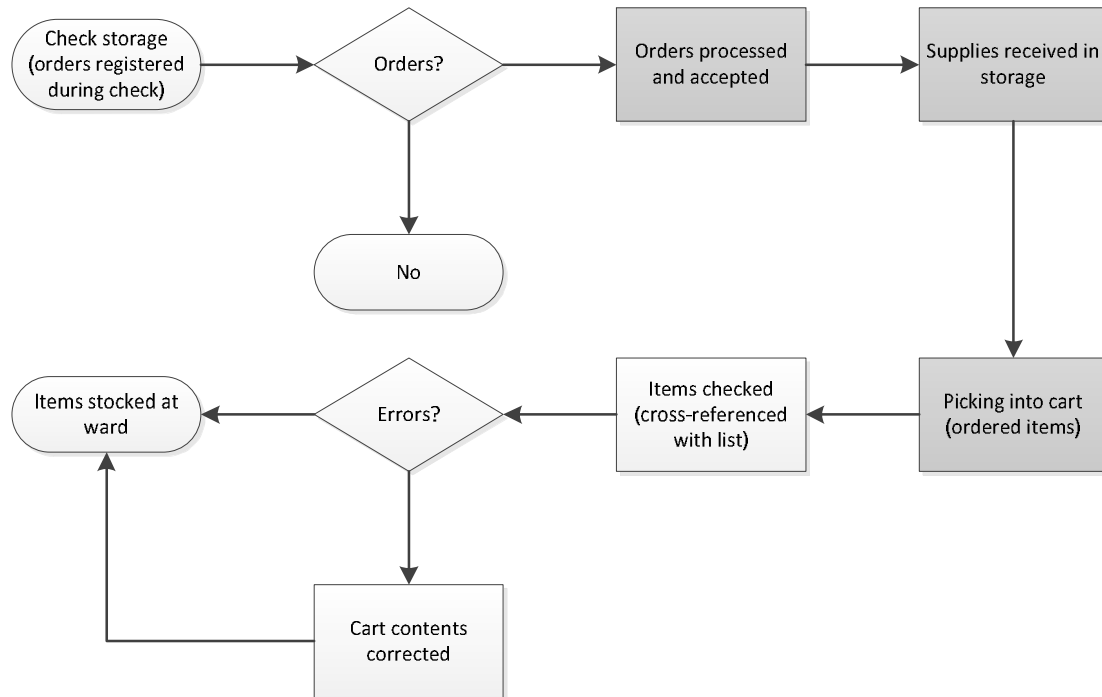 Check storage
(orders registered
during check)
Orders?
Orders processed
and accepted
Supplies received in
storage
No
Items stocked at
ward
Errors?
Items checked
(cross-referenced
with list)
Picking into cart
(ordered items)
Cart contents
corrected